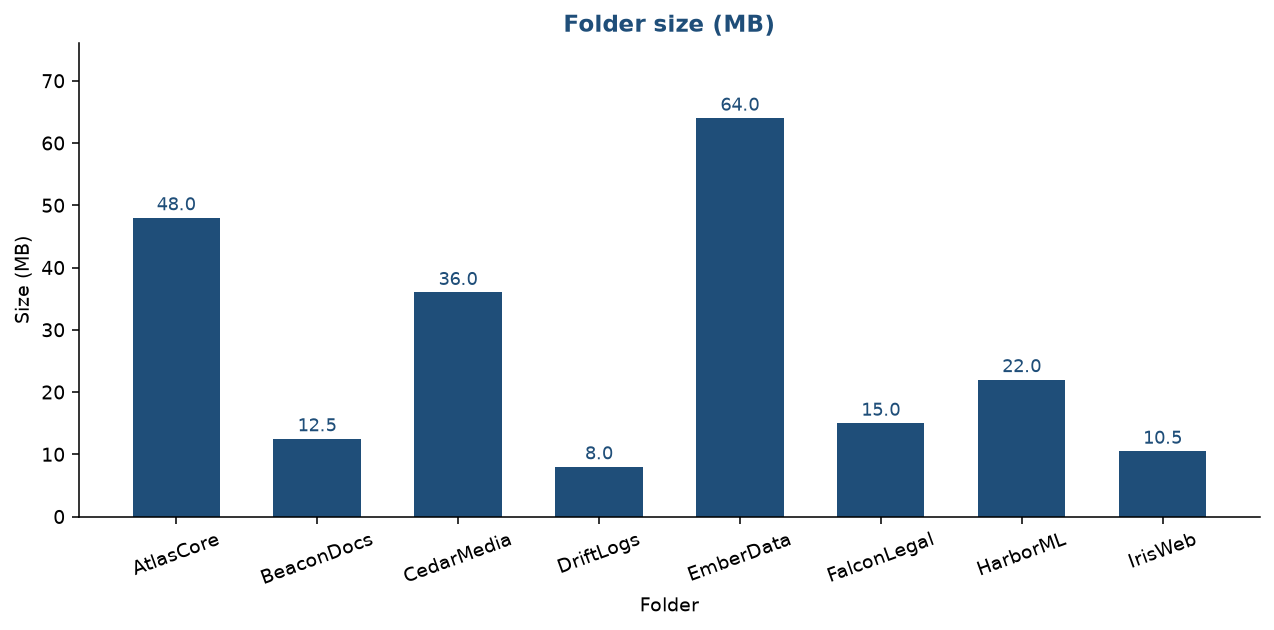 Folder size (MB)
Size (MB)
70
60
50
40
30
20
10
0
48.0
12.5
36.0
8.0
64.0
15.0
22.0
10.5
AtlasCore
BeaconDocs
CedarMedia
DriftLogs
EmberData
FalconLegal
HarborML
IrisWeb
Folder